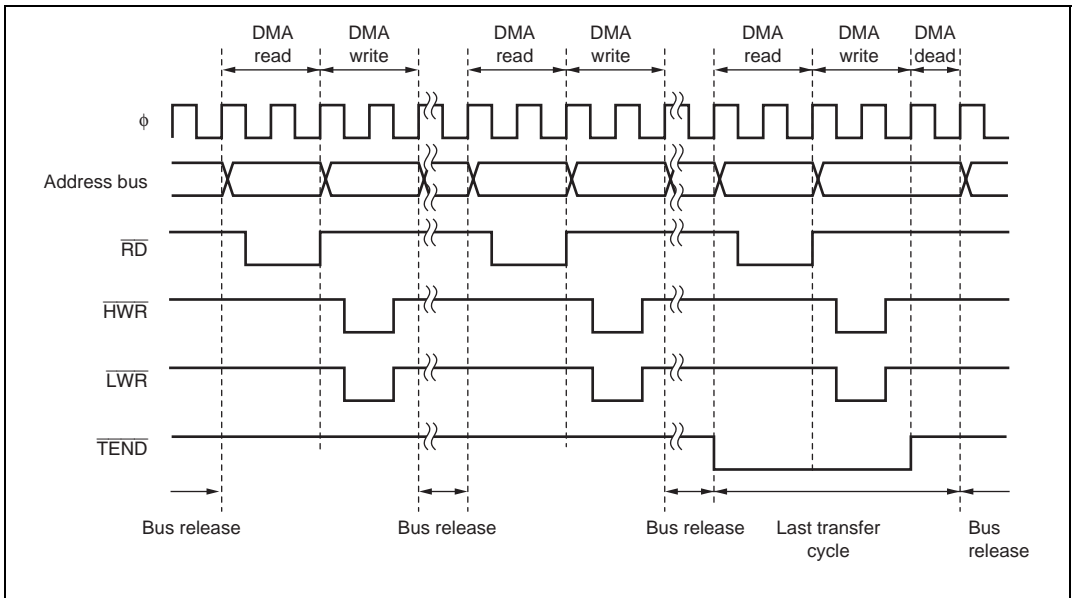 DMA read
DMA write
DMA read
DMA write
DMA read
DMA write
DMA dead
φ
Address bus
RD
HWR
LWR
TEND
Bus release
Bus release
Bus release
Last transfer cycle
Bus release